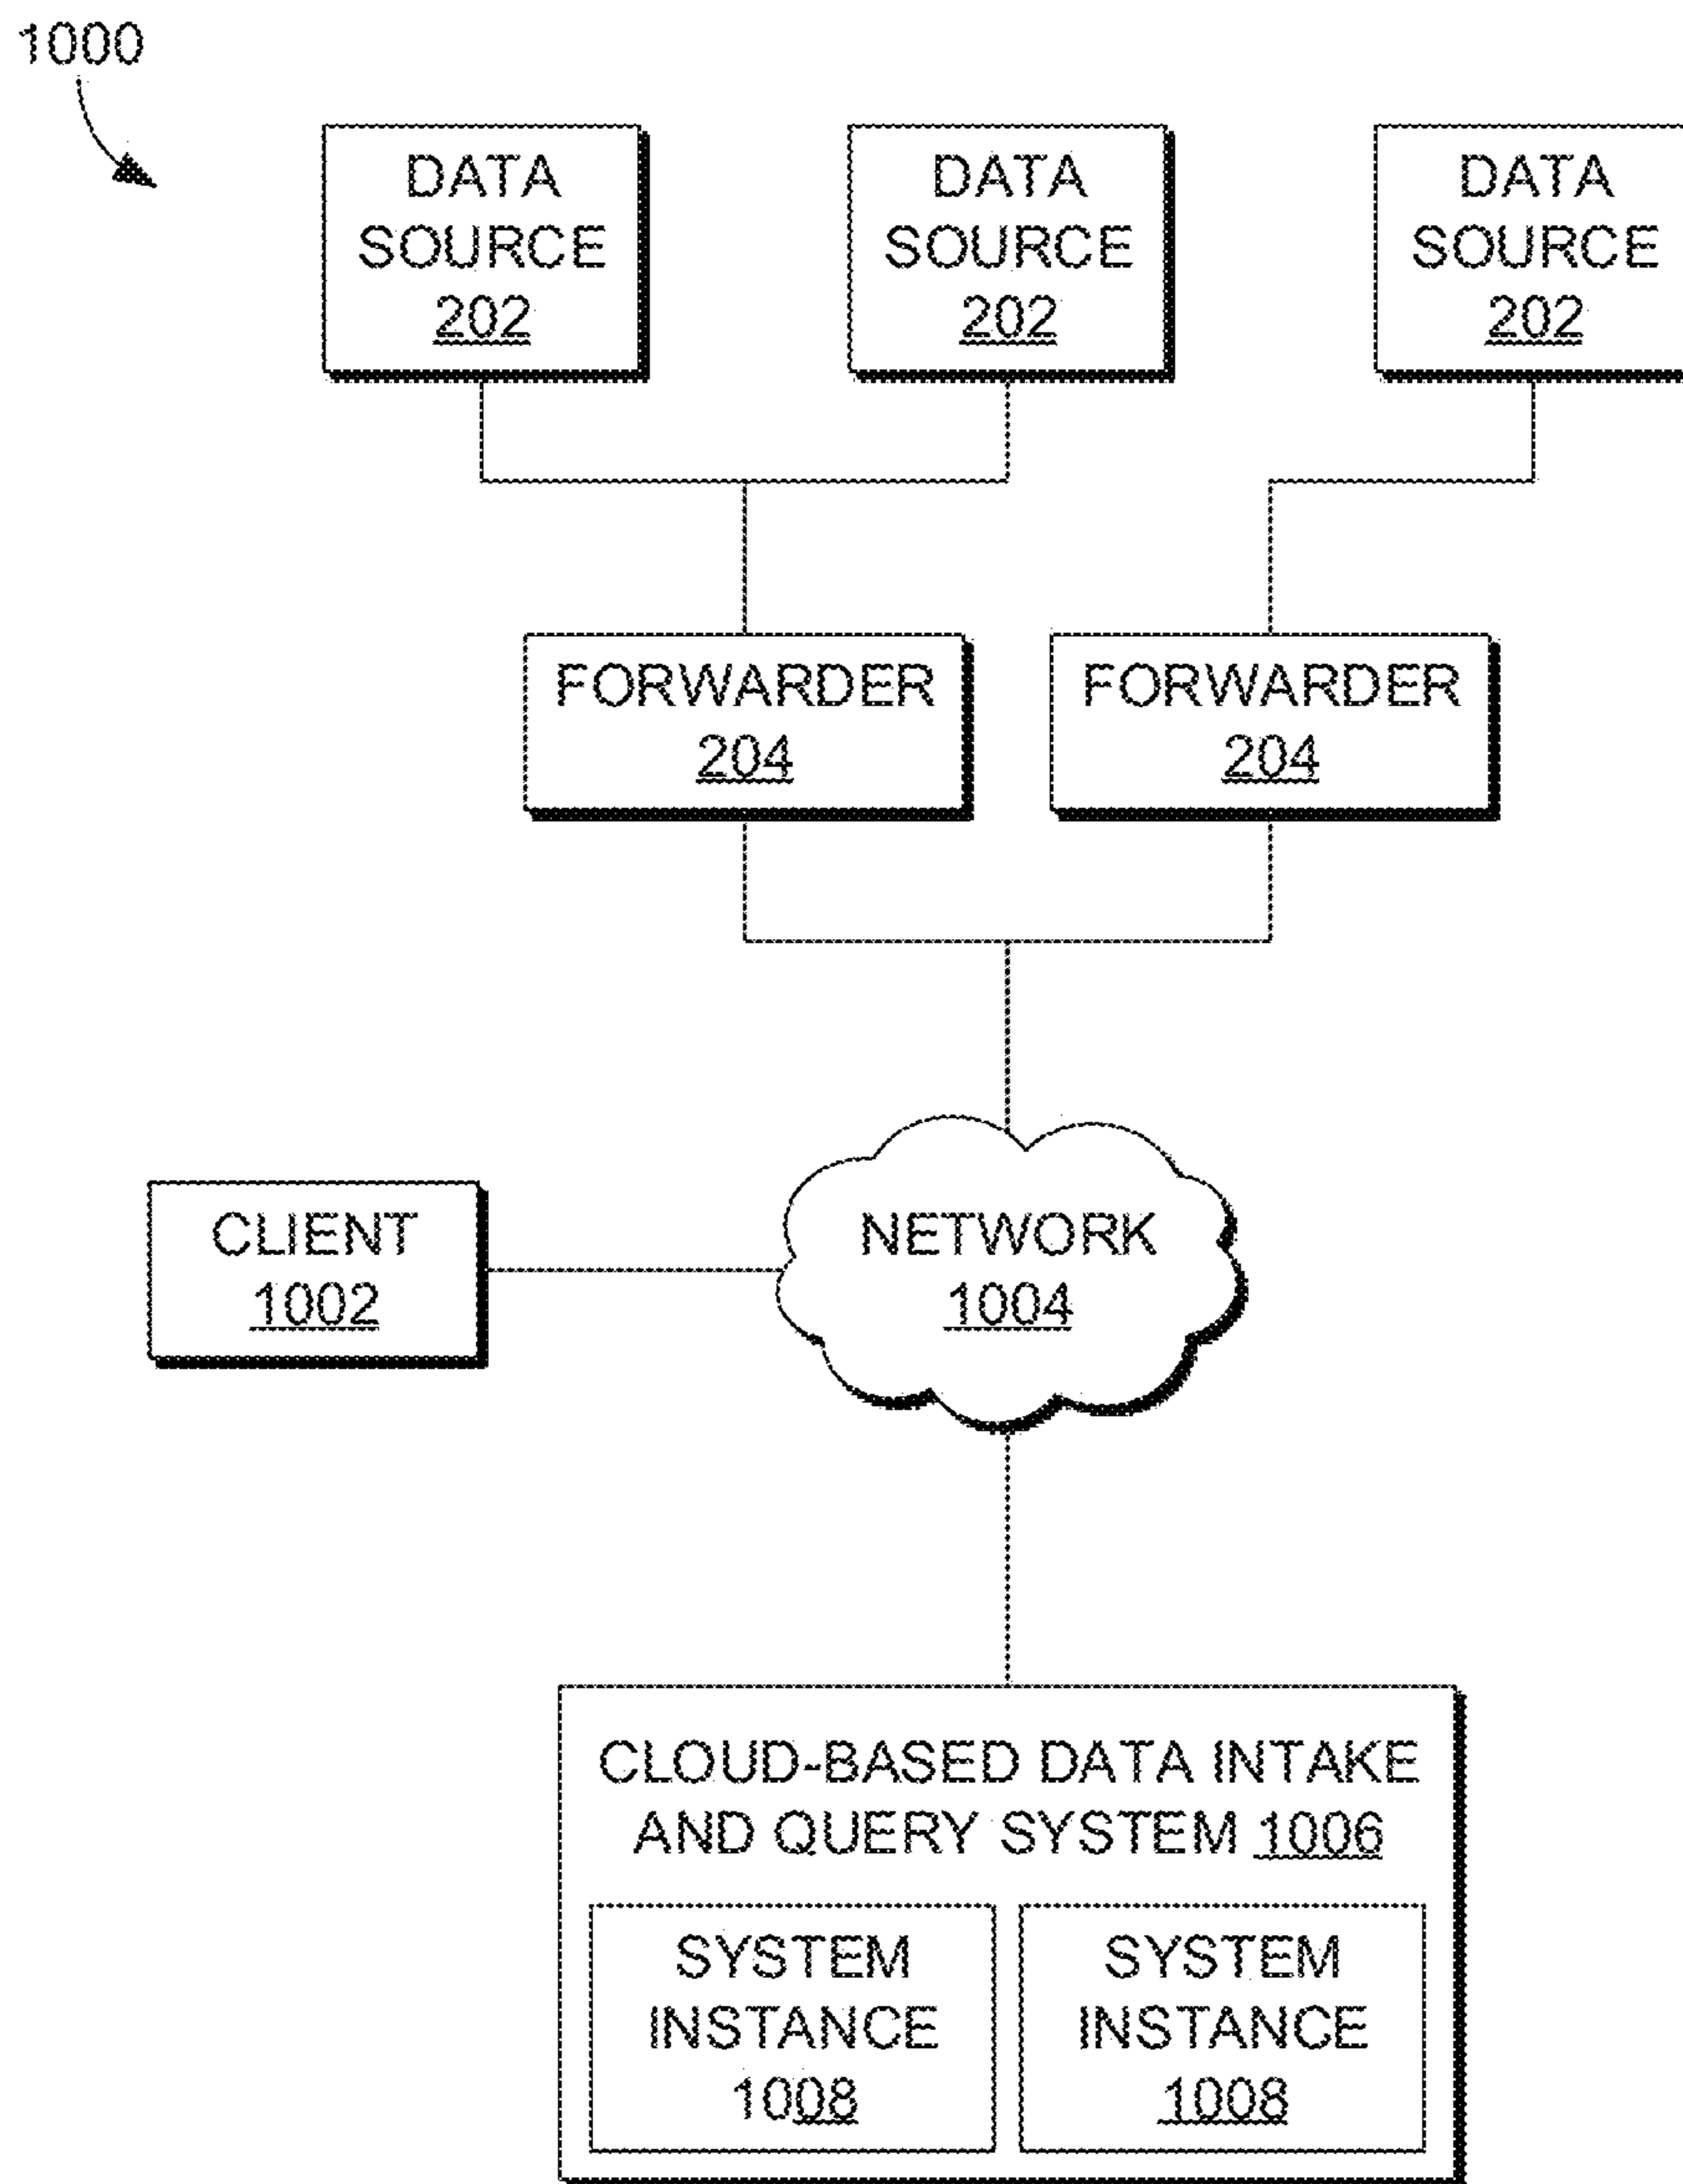 1000
DATA
SOURCE
202
DATA
SOURCE
202
DATA
SOURCE
202
FORWARDER
204
FORWARDER
204
CLIENT
1002
NETWORK
1004
CLOUD-BASED DATA INTAKE
AND QUERY SYSTEM 1006
SYSTEM
INSTANCE
1008
SYSTEM
INSTANCE
1008